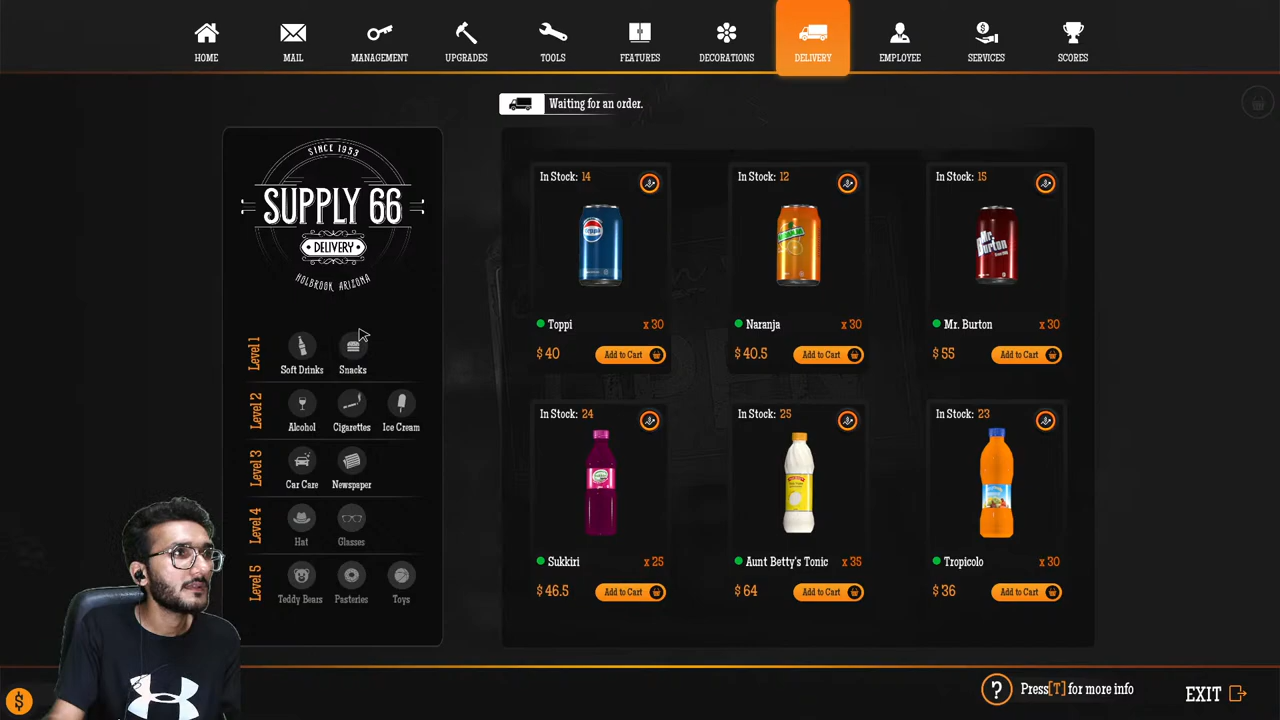 HOME MAIL MANAGEMENT UPGRADES TOOLS FEATURES DECORATIONS DELIVERY EMPLOYEE SERVICES SCORES
Waiting for an order.
SINCE 1953
SUPPLY 66
DELIVERY
HOLBROOK, ARIZONA
Level 1
Soft Drinks Snacks
Level 2
Alcohol Cigarettes Ice Cream
Level 3
Car Care Newspaper
Level 4
Hat Glasses
Level 5
Teddy Bears Pasteries Toys
In Stock: 14 In Stock: 12 In Stock: 15
Mr. Burton
Toppi x 30 Naranja x 30 Mr. Burton x 30
$ 40 Add to Cart $ 40.5 Add to Cart $ 55 Add to Cart
In Stock: 24 In Stock: 25 In Stock: 23
Sukkiri x 25 Aunt Betty's Tonic x 35 Tropicolo x 30
$ 46.5 Add to Cart $ 64 Add to Cart $ 36 Add to Cart
$
? Press[T] for more info EXIT